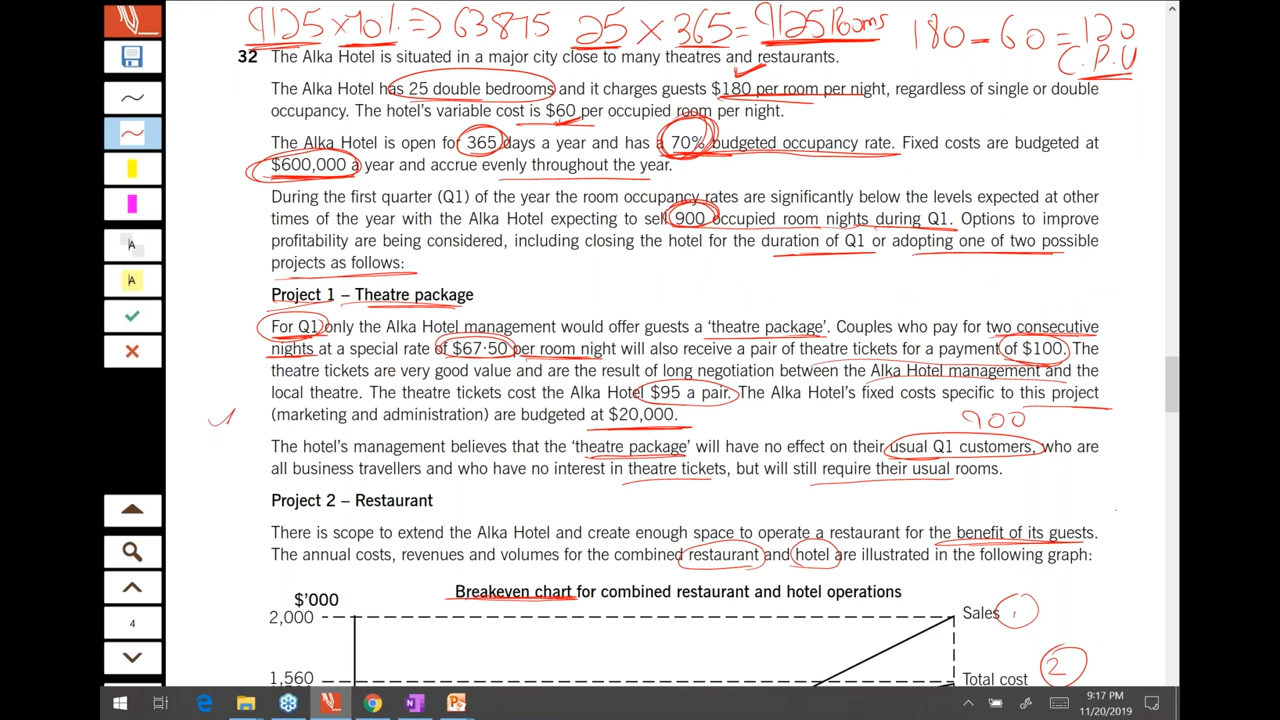 9125 × 70% ⇒ 63875 25 × 365 = 9125 Rooms 180 - 60 = 120
C.P.U
32 The Alka Hotel is situated in a major city close to many theatres and restaurants.
The Alka Hotel has 25 double bedrooms and it charges guests $180 per room per night, regardless of single or double
occupancy. The hotel's variable cost is $60 per occupied room per night.
The Alka Hotel is open for 365 days a year and has a 70% budgeted occupancy rate. Fixed costs are budgeted at
$600,000 a year and accrue evenly throughout the year.
During the first quarter (Q1) of the year the room occupancy rates are significantly below the levels expected at other
times of the year with the Alka Hotel expecting to sell 900 occupied room nights during Q1. Options to improve
profitability are being considered, including closing the hotel for the duration of Q1 or adopting one of two possible
projects as follows:
Project 1 – Theatre package
For Q1 only the Alka Hotel management would offer guests a 'theatre package'. Couples who pay for two consecutive
nights at a special rate of $67·50 per room night will also receive a pair of theatre tickets for a payment of $100. The
theatre tickets are very good value and are the result of long negotiation between the Alka Hotel management and the
local theatre. The theatre tickets cost the Alka Hotel $95 a pair. The Alka Hotel's fixed costs specific to this project
(marketing and administration) are budgeted at $20,000.
900
The hotel's management believes that the 'theatre package' will have no effect on their usual Q1 customers, who are
all business travellers and who have no interest in theatre tickets, but will still require their usual rooms.
Project 2 – Restaurant
There is scope to extend the Alka Hotel and create enough space to operate a restaurant for the benefit of its guests.
The annual costs, revenues and volumes for the combined restaurant and hotel are illustrated in the following graph:
Breakeven chart for combined restaurant and hotel operations
$'000
2,000 Sales 1
1,560 Total cost 2
A
A
4
9:17 PM
11/20/2019